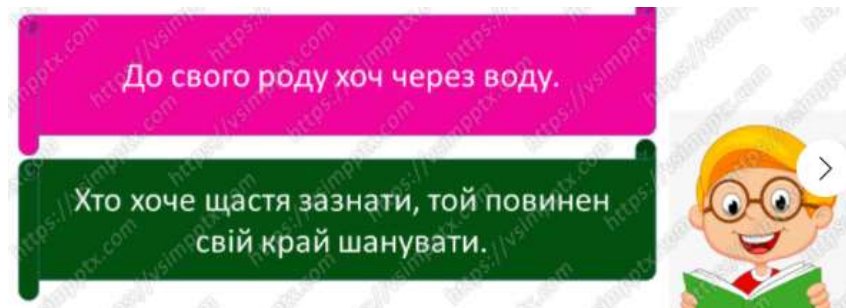 До свого роду хоч через воду.
Хто хоче щастя зазнати, той повинен
свій край шанувати.